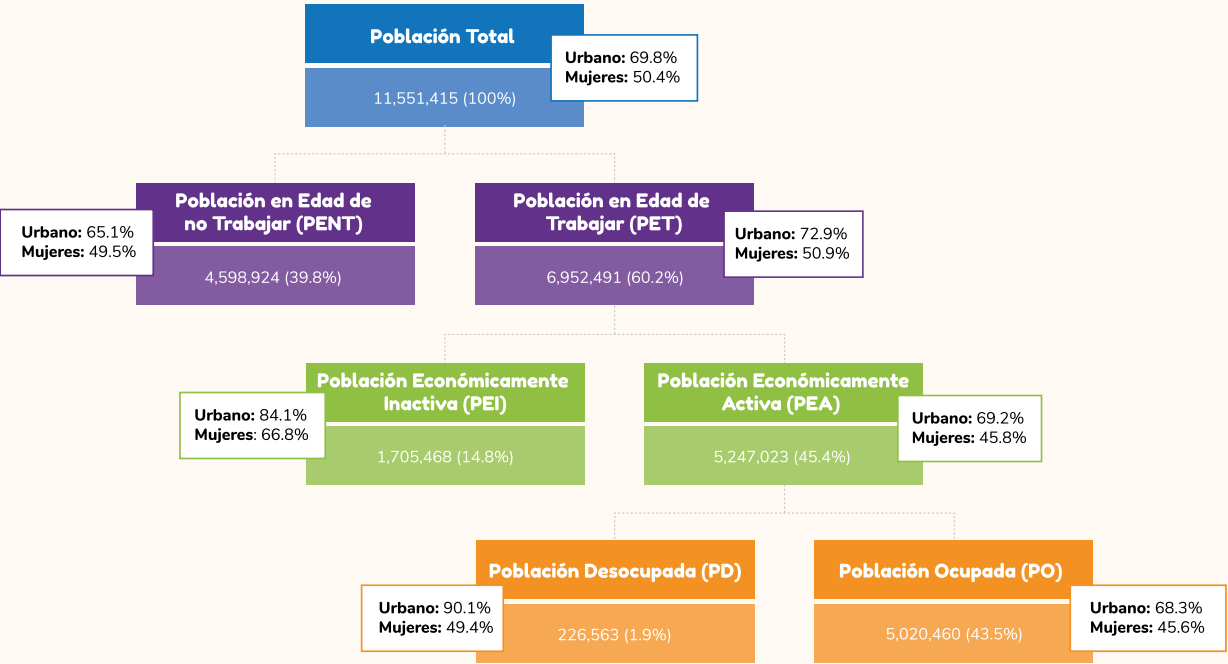 Población Total
Urbano: 69.8%
Mujeres: 50.4%
11,551,415 (100%)
Población en Edad de
no Trabajar (PENT)
Urbano: 65.1%
Mujeres: 49.5%
4,598,924 (39.8%)
Población en Edad de
Trabajar (PET)
Urbano: 72.9%
Mujeres: 50.9%
6,952,491 (60.2%)
Población Económicamente
Inactiva (PEI)
Urbano: 84.1%
Mujeres: 66.8%
1,705,468 (14.8%)
Población Económicamente
Activa (PEA)
Urbano: 69.2%
Mujeres: 45.8%
5,247,023 (45.4%)
Población Desocupada (PD)
Urbano: 90.1%
Mujeres: 49.4%
226,563 (1.9%)
Población Ocupada (PO)
Urbano: 68.3%
Mujeres: 45.6%
5,020,460 (43.5%)